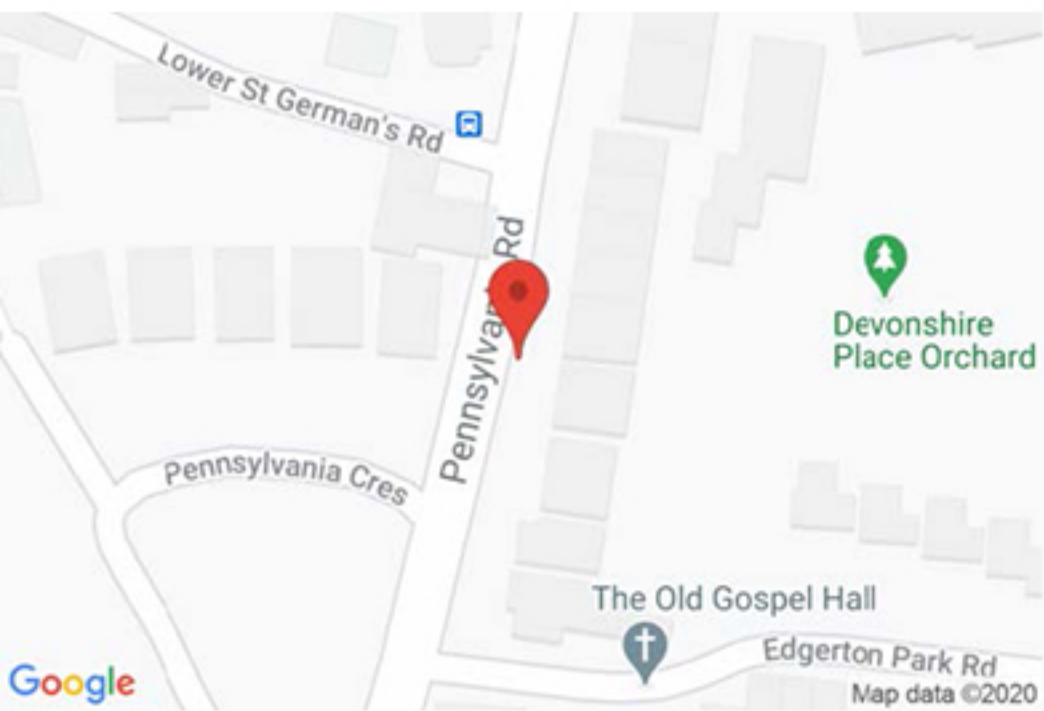 Lower St German's Rd
Pennsylvania Rd
Devonshire
Place Orchard
Pennsylvania Cres
The Old Gospel Hall
Edgerton Park Rd
Google
Map data ©2020